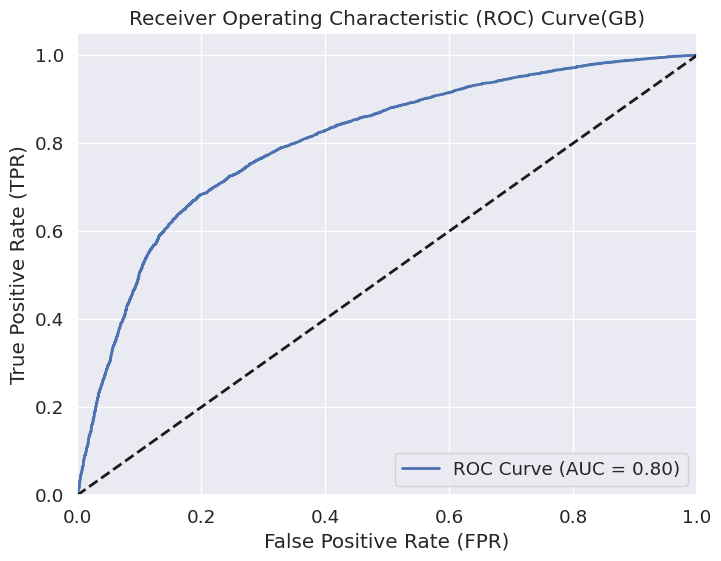 Receiver Operating Characteristic (ROC) Curve(GB)
True Positive Rate (TPR)
1.0
0.8
0.6
0.4
0.2
0.0
ROC Curve (AUC = 0.80)
0.0 0.2 0.4 0.6 0.8 1.0
False Positive Rate (FPR)